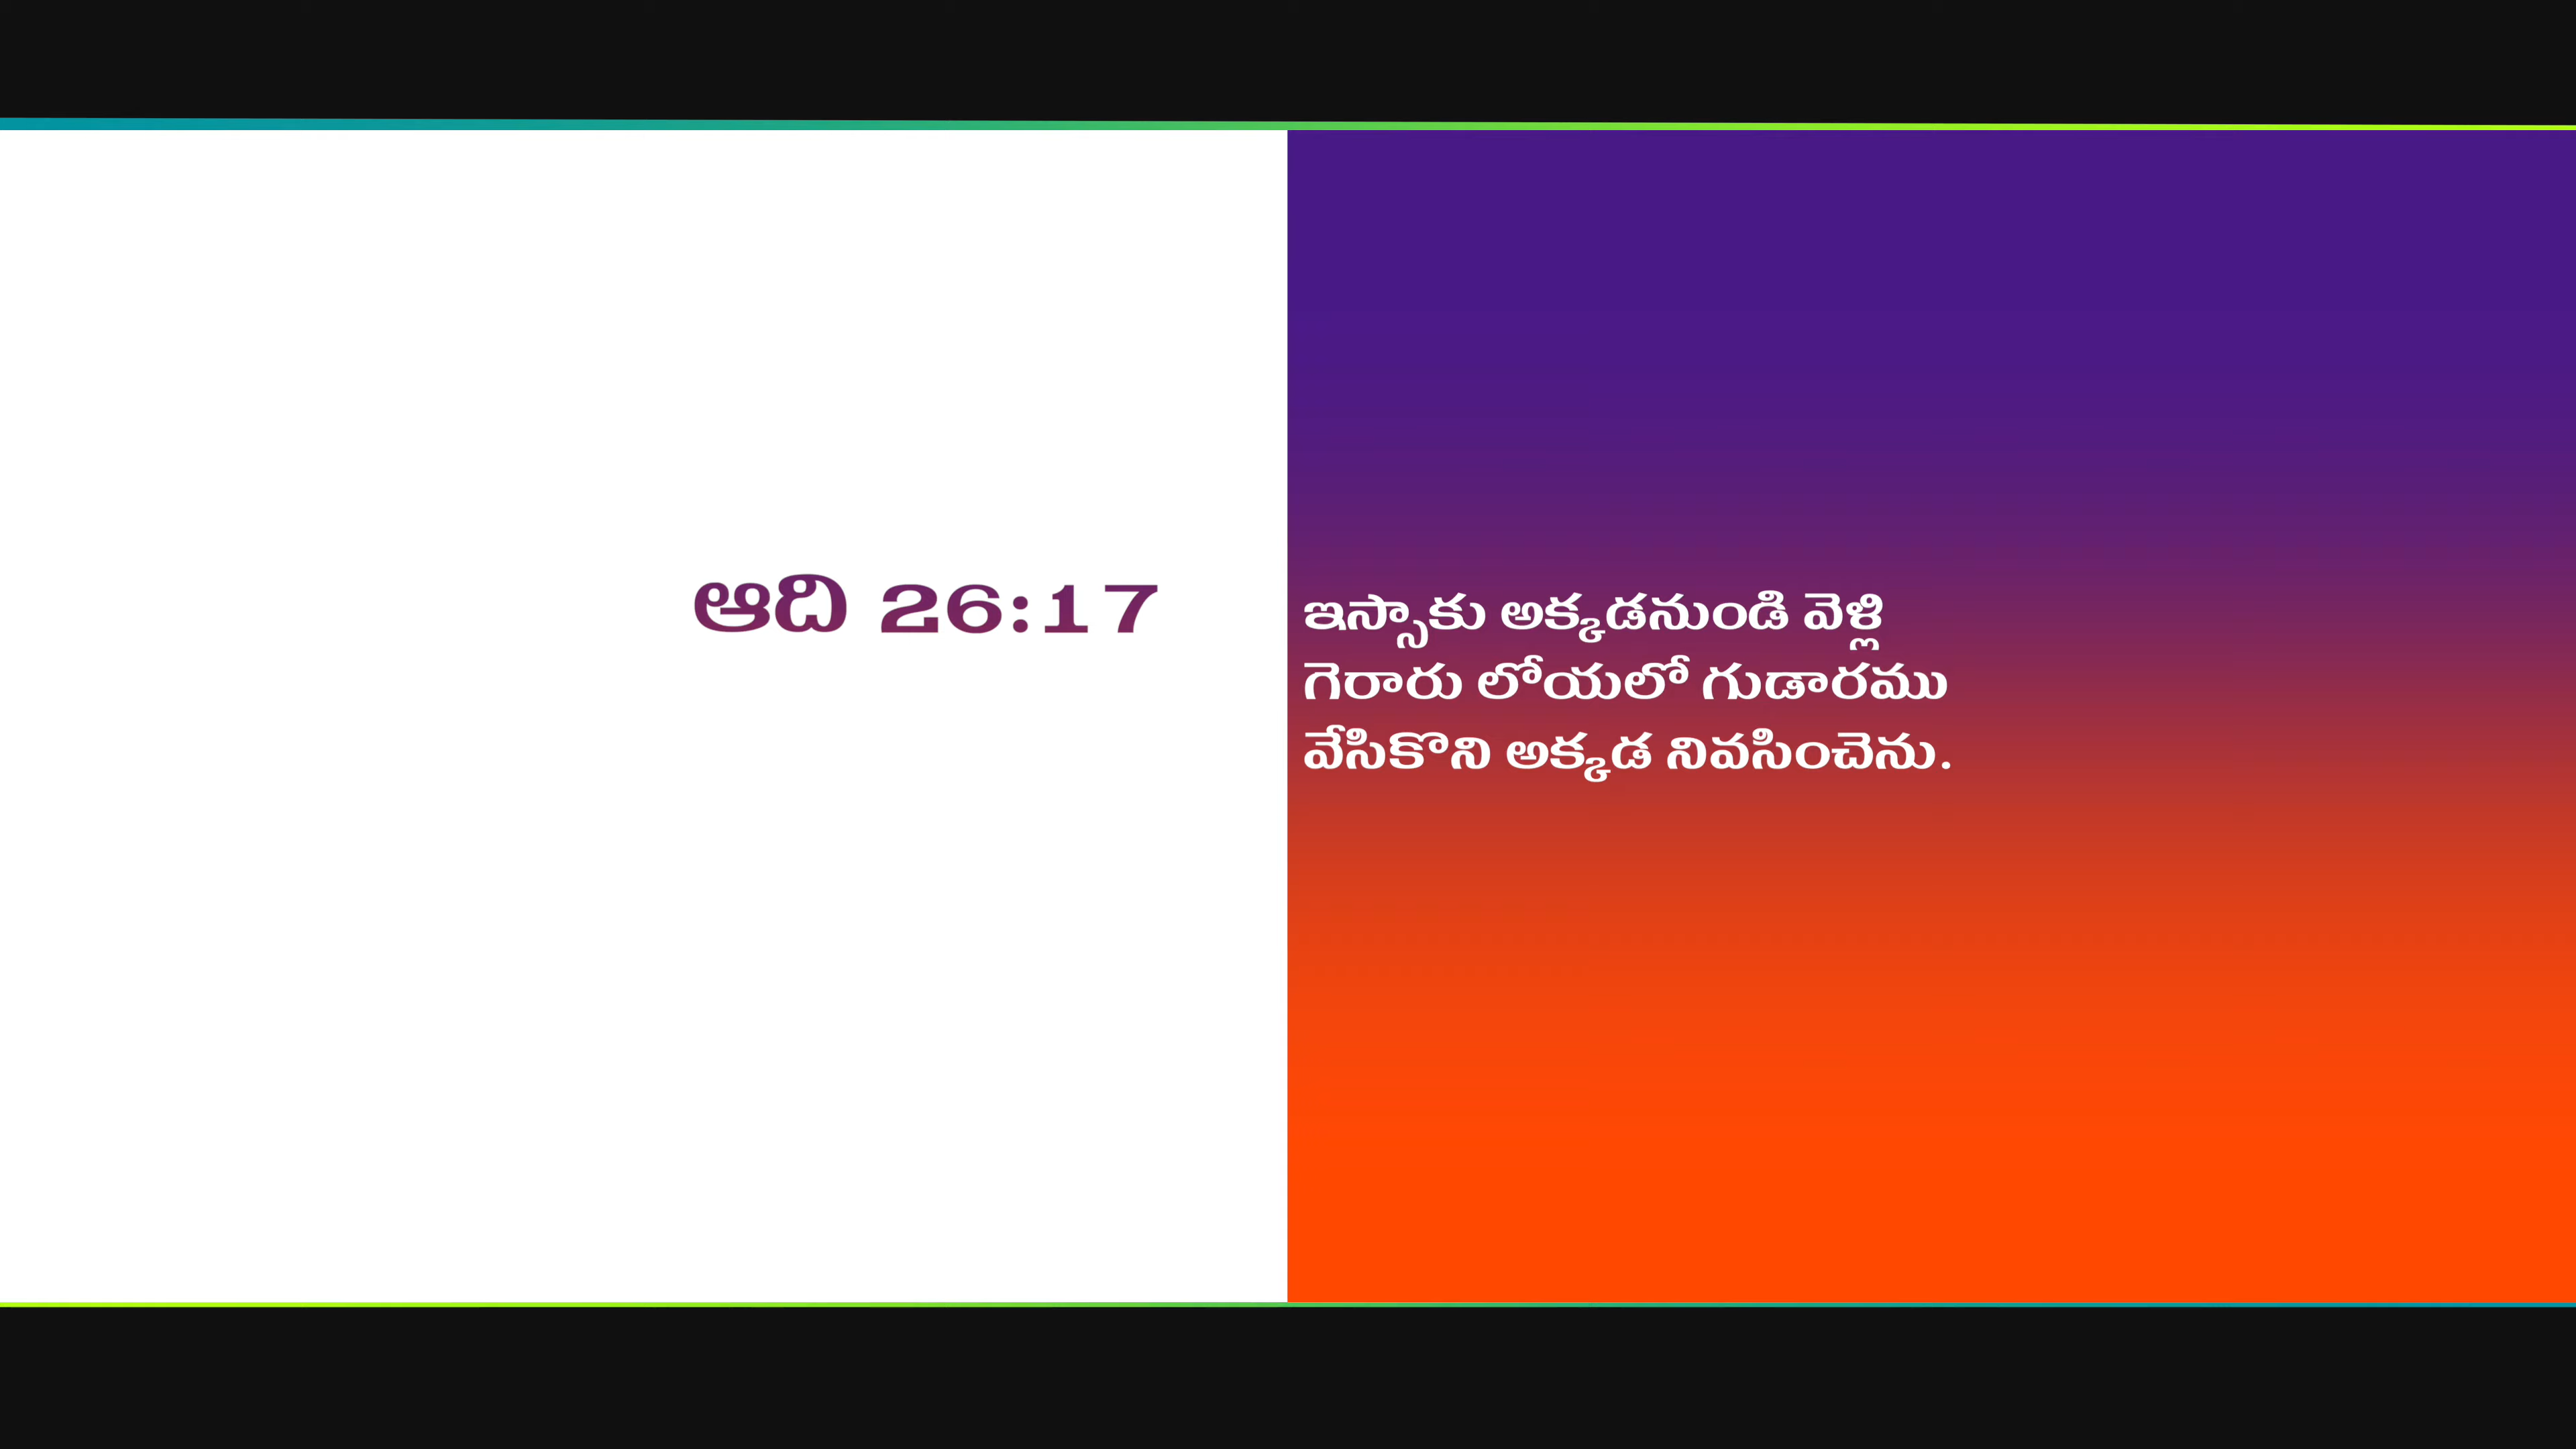 ఆది 26:17
ఇస్సాకు అక్కడనుండి వెళ్లి
గెరారు లోయలో గుడారము
వేసికొని అక్కడ నివసించెను.